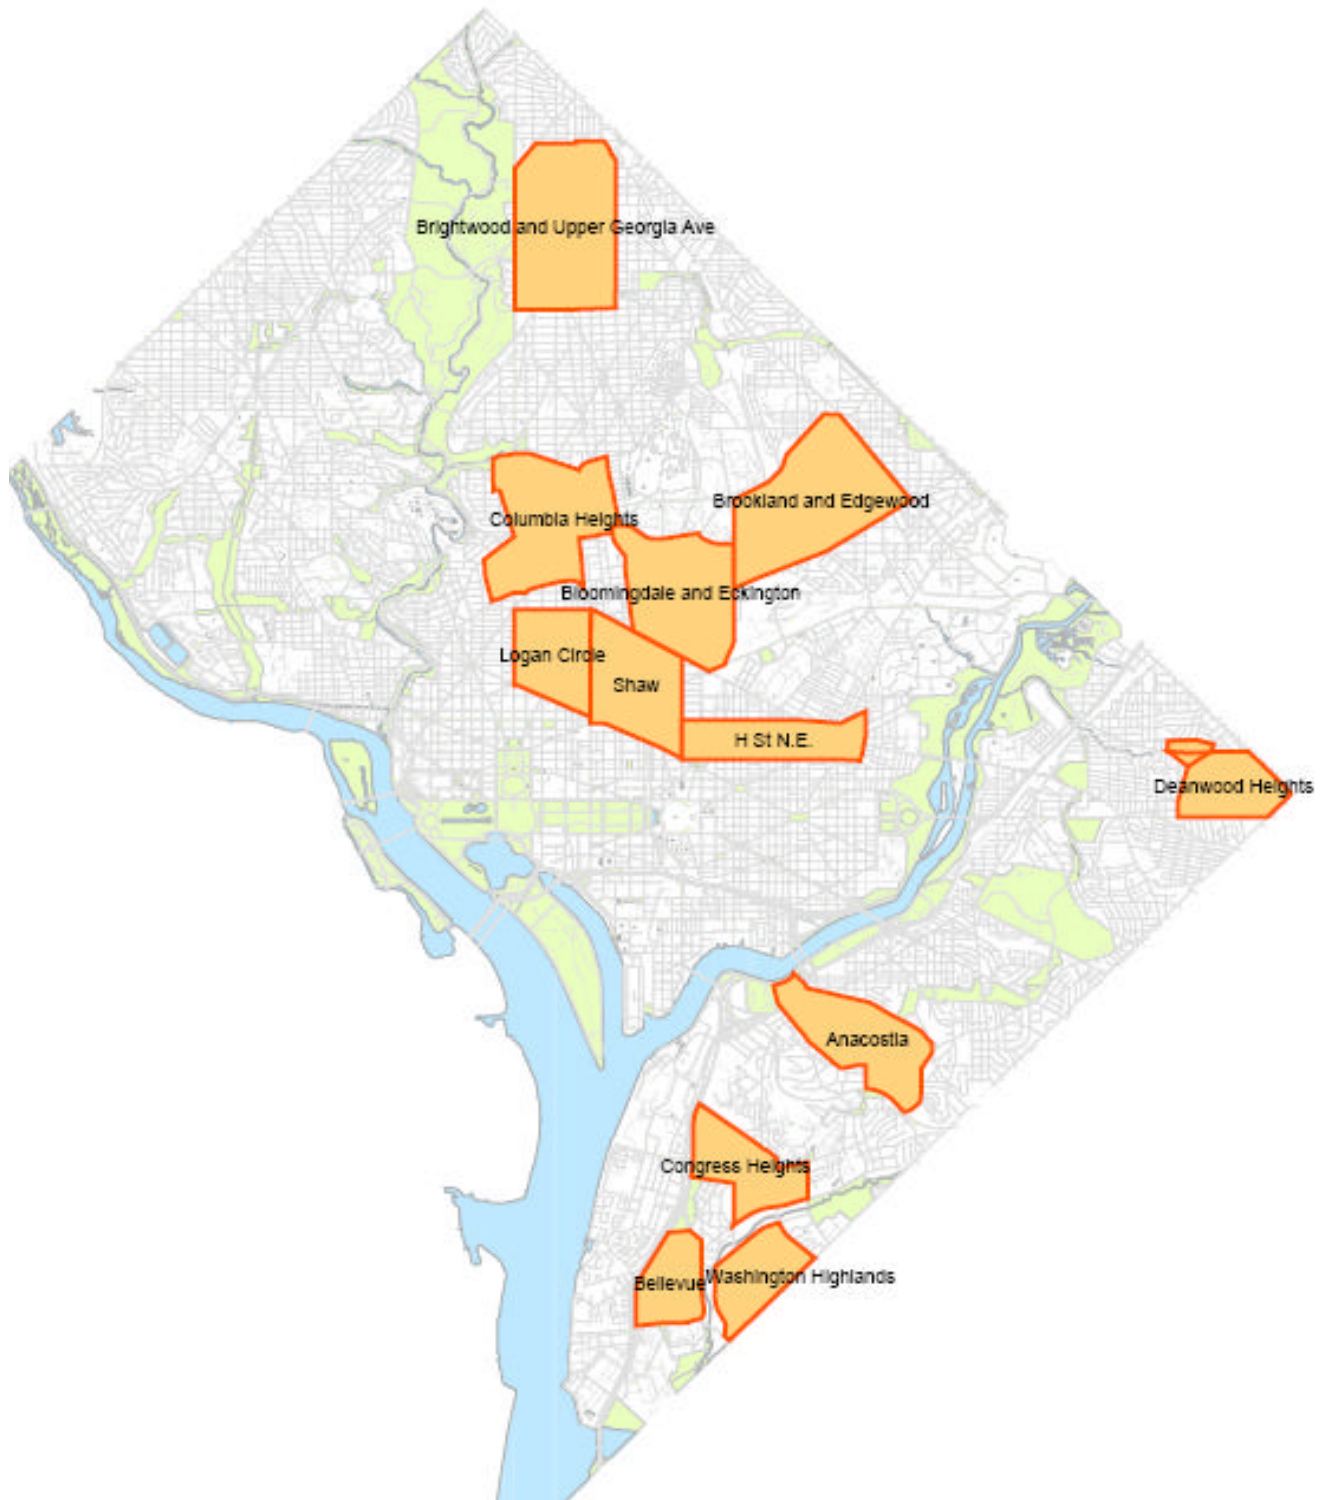 Brightwood and Upper Georgia Ave
Brookland and Edgewood
Columbia Heights
Bloomingdale and Eckington
Logan Circle
Shaw
H St N.E.
Deanwood Heights
Anacostia
Congress Heights
Washington Highlands
Bellevue